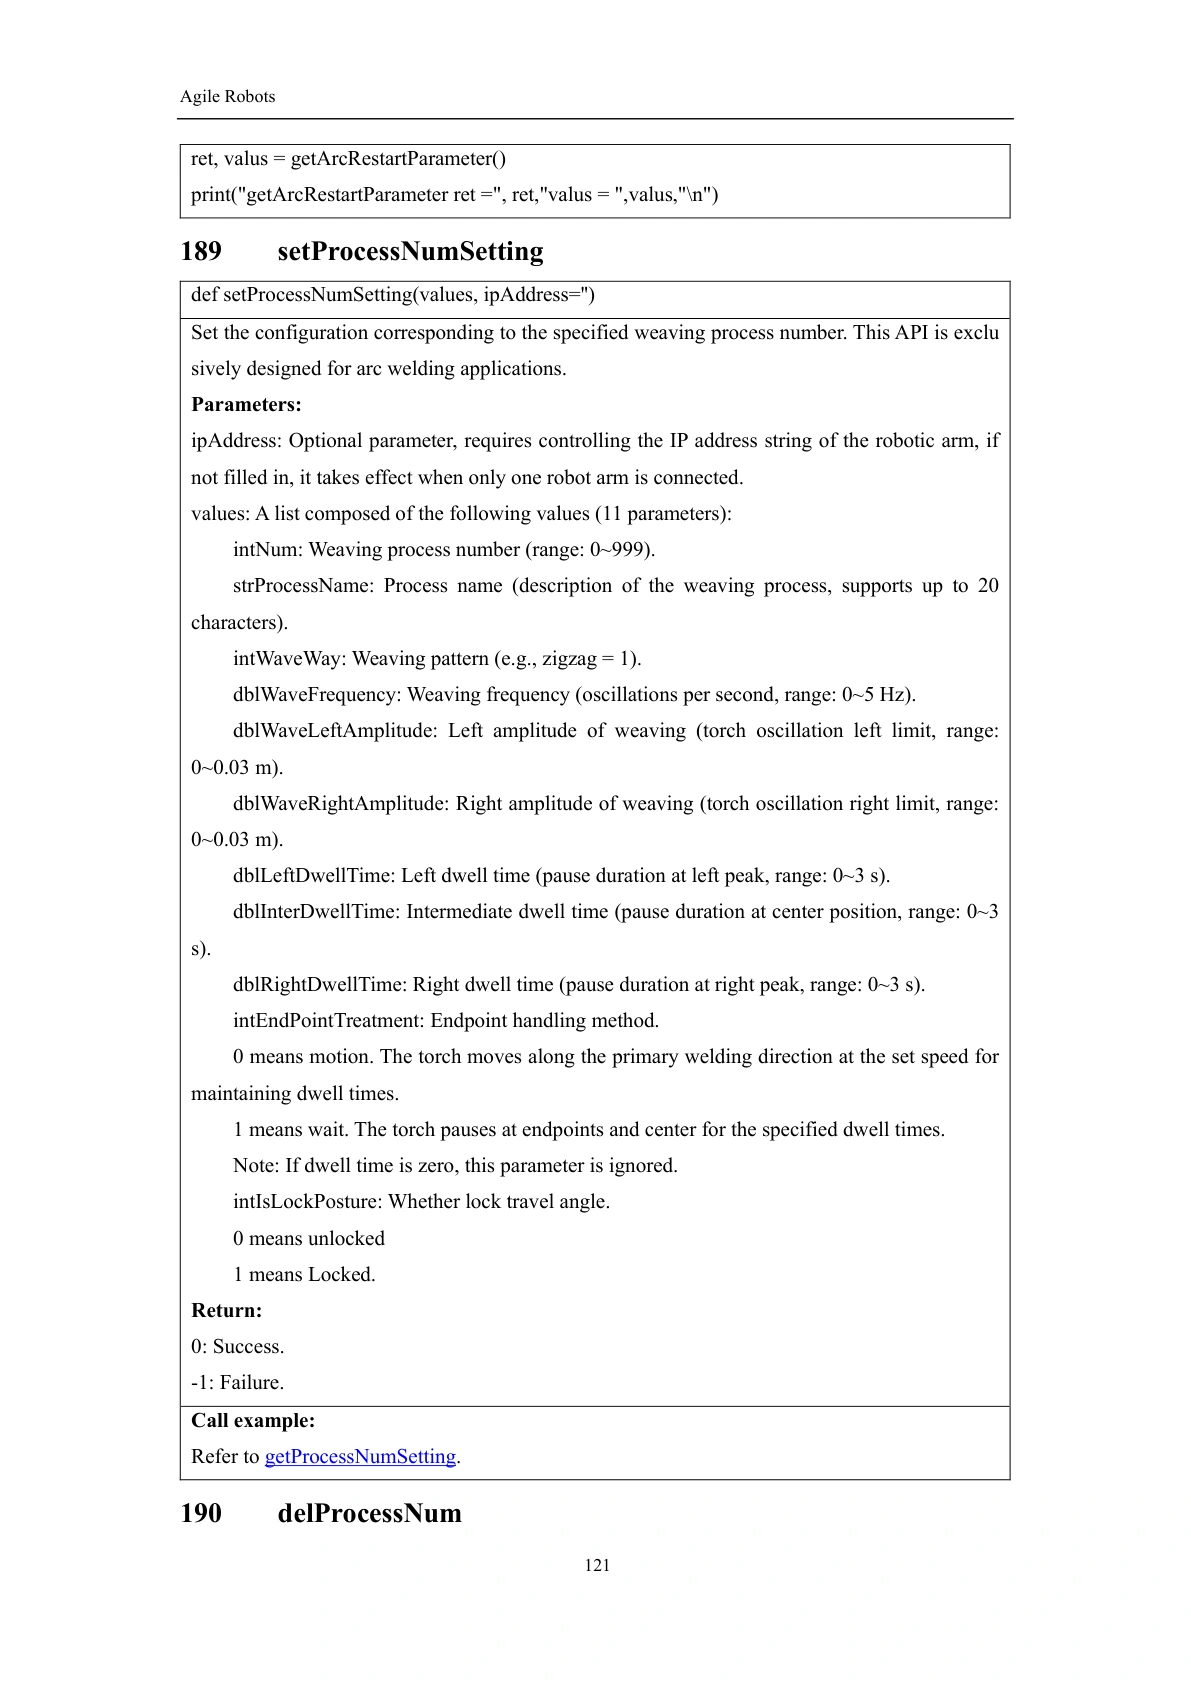 Agile Robots
ret, valus = getArcRestartParameter()
print("getArcRestartParameter ret =", ret,"valus = ",valus,"\n")
189 setProcessNumSetting
def setProcessNumSetting(values, ipAddress='')
Set the configuration corresponding to the specified weaving process number. This API is exclu
sively designed for arc welding applications.
Parameters:
ipAddress: Optional parameter, requires controlling the IP address string of the robotic arm, if
not filled in, it takes effect when only one robot arm is connected.
values: A list composed of the following values (11 parameters):
intNum: Weaving process number (range: 0~999).
strProcessName: Process name (description of the weaving process, supports up to 20
characters).
intWaveWay: Weaving pattern (e.g., zigzag = 1).
dblWaveFrequency: Weaving frequency (oscillations per second, range: 0~5 Hz).
dblWaveLeftAmplitude: Left amplitude of weaving (torch oscillation left limit, range:
0~0.03 m).
dblWaveRightAmplitude: Right amplitude of weaving (torch oscillation right limit, range:
0~0.03 m).
dblLeftDwellTime: Left dwell time (pause duration at left peak, range: 0~3 s).
dblInterDwellTime: Intermediate dwell time (pause duration at center position, range: 0~3
s).
dblRightDwellTime: Right dwell time (pause duration at right peak, range: 0~3 s).
intEndPointTreatment: Endpoint handling method.
0 means motion. The torch moves along the primary welding direction at the set speed for
maintaining dwell times.
1 means wait. The torch pauses at endpoints and center for the specified dwell times.
Note: If dwell time is zero, this parameter is ignored.
intIsLockPosture: Whether lock travel angle.
0 means unlocked
1 means Locked.
Return:
0: Success.
-1: Failure.
Call example:
Refer to getProcessNumSetting.
190 delProcessNum
121